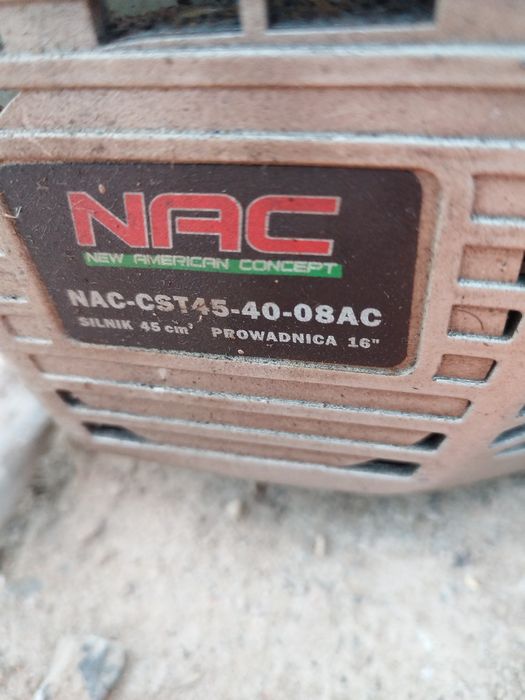 NAC
NEW AMERICAN CONCEPT
NAC-CST45-40-08AC
SILNIK 45 cm³ PROWADNICA 16"